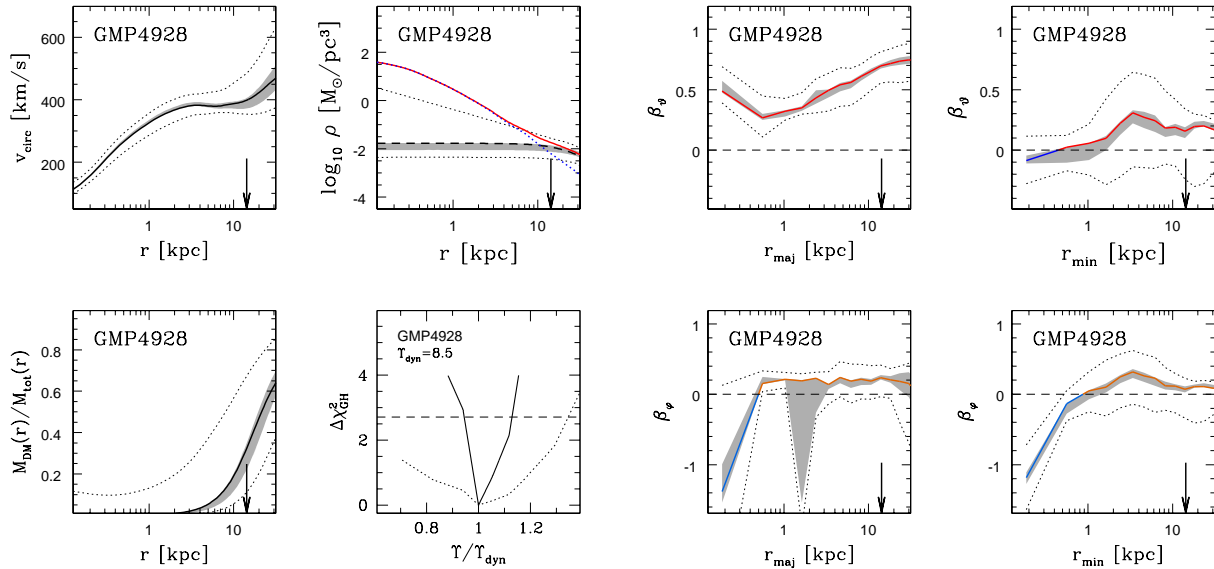 GMP4928
v_circ [km/s]
600
400
200
1
10
r [kpc]
GMP4928
log₁₀ ρ [M_⊙/pc³]
4
2
0
-2
-4
1
10
r [kpc]
GMP4928
β_ϑ
1
0.5
0
1
10
r_maj [kpc]
GMP4928
β_ϑ
1
0.5
0
1
10
r_min [kpc]
GMP4928
M_DM(r)/M_tot(r)
0.8
0.6
0.4
0.2
1
10
r [kpc]
GMP4928
Υ_dyn=8.5
Δχ²_GH
6
4
2
0
0.8
1
1.2
Υ/Υ_dyn
GMP4928
β_φ
1
0
-1
1
10
r_maj [kpc]
GMP4928
β_φ
1
0
-1
1
10
r_min [kpc]